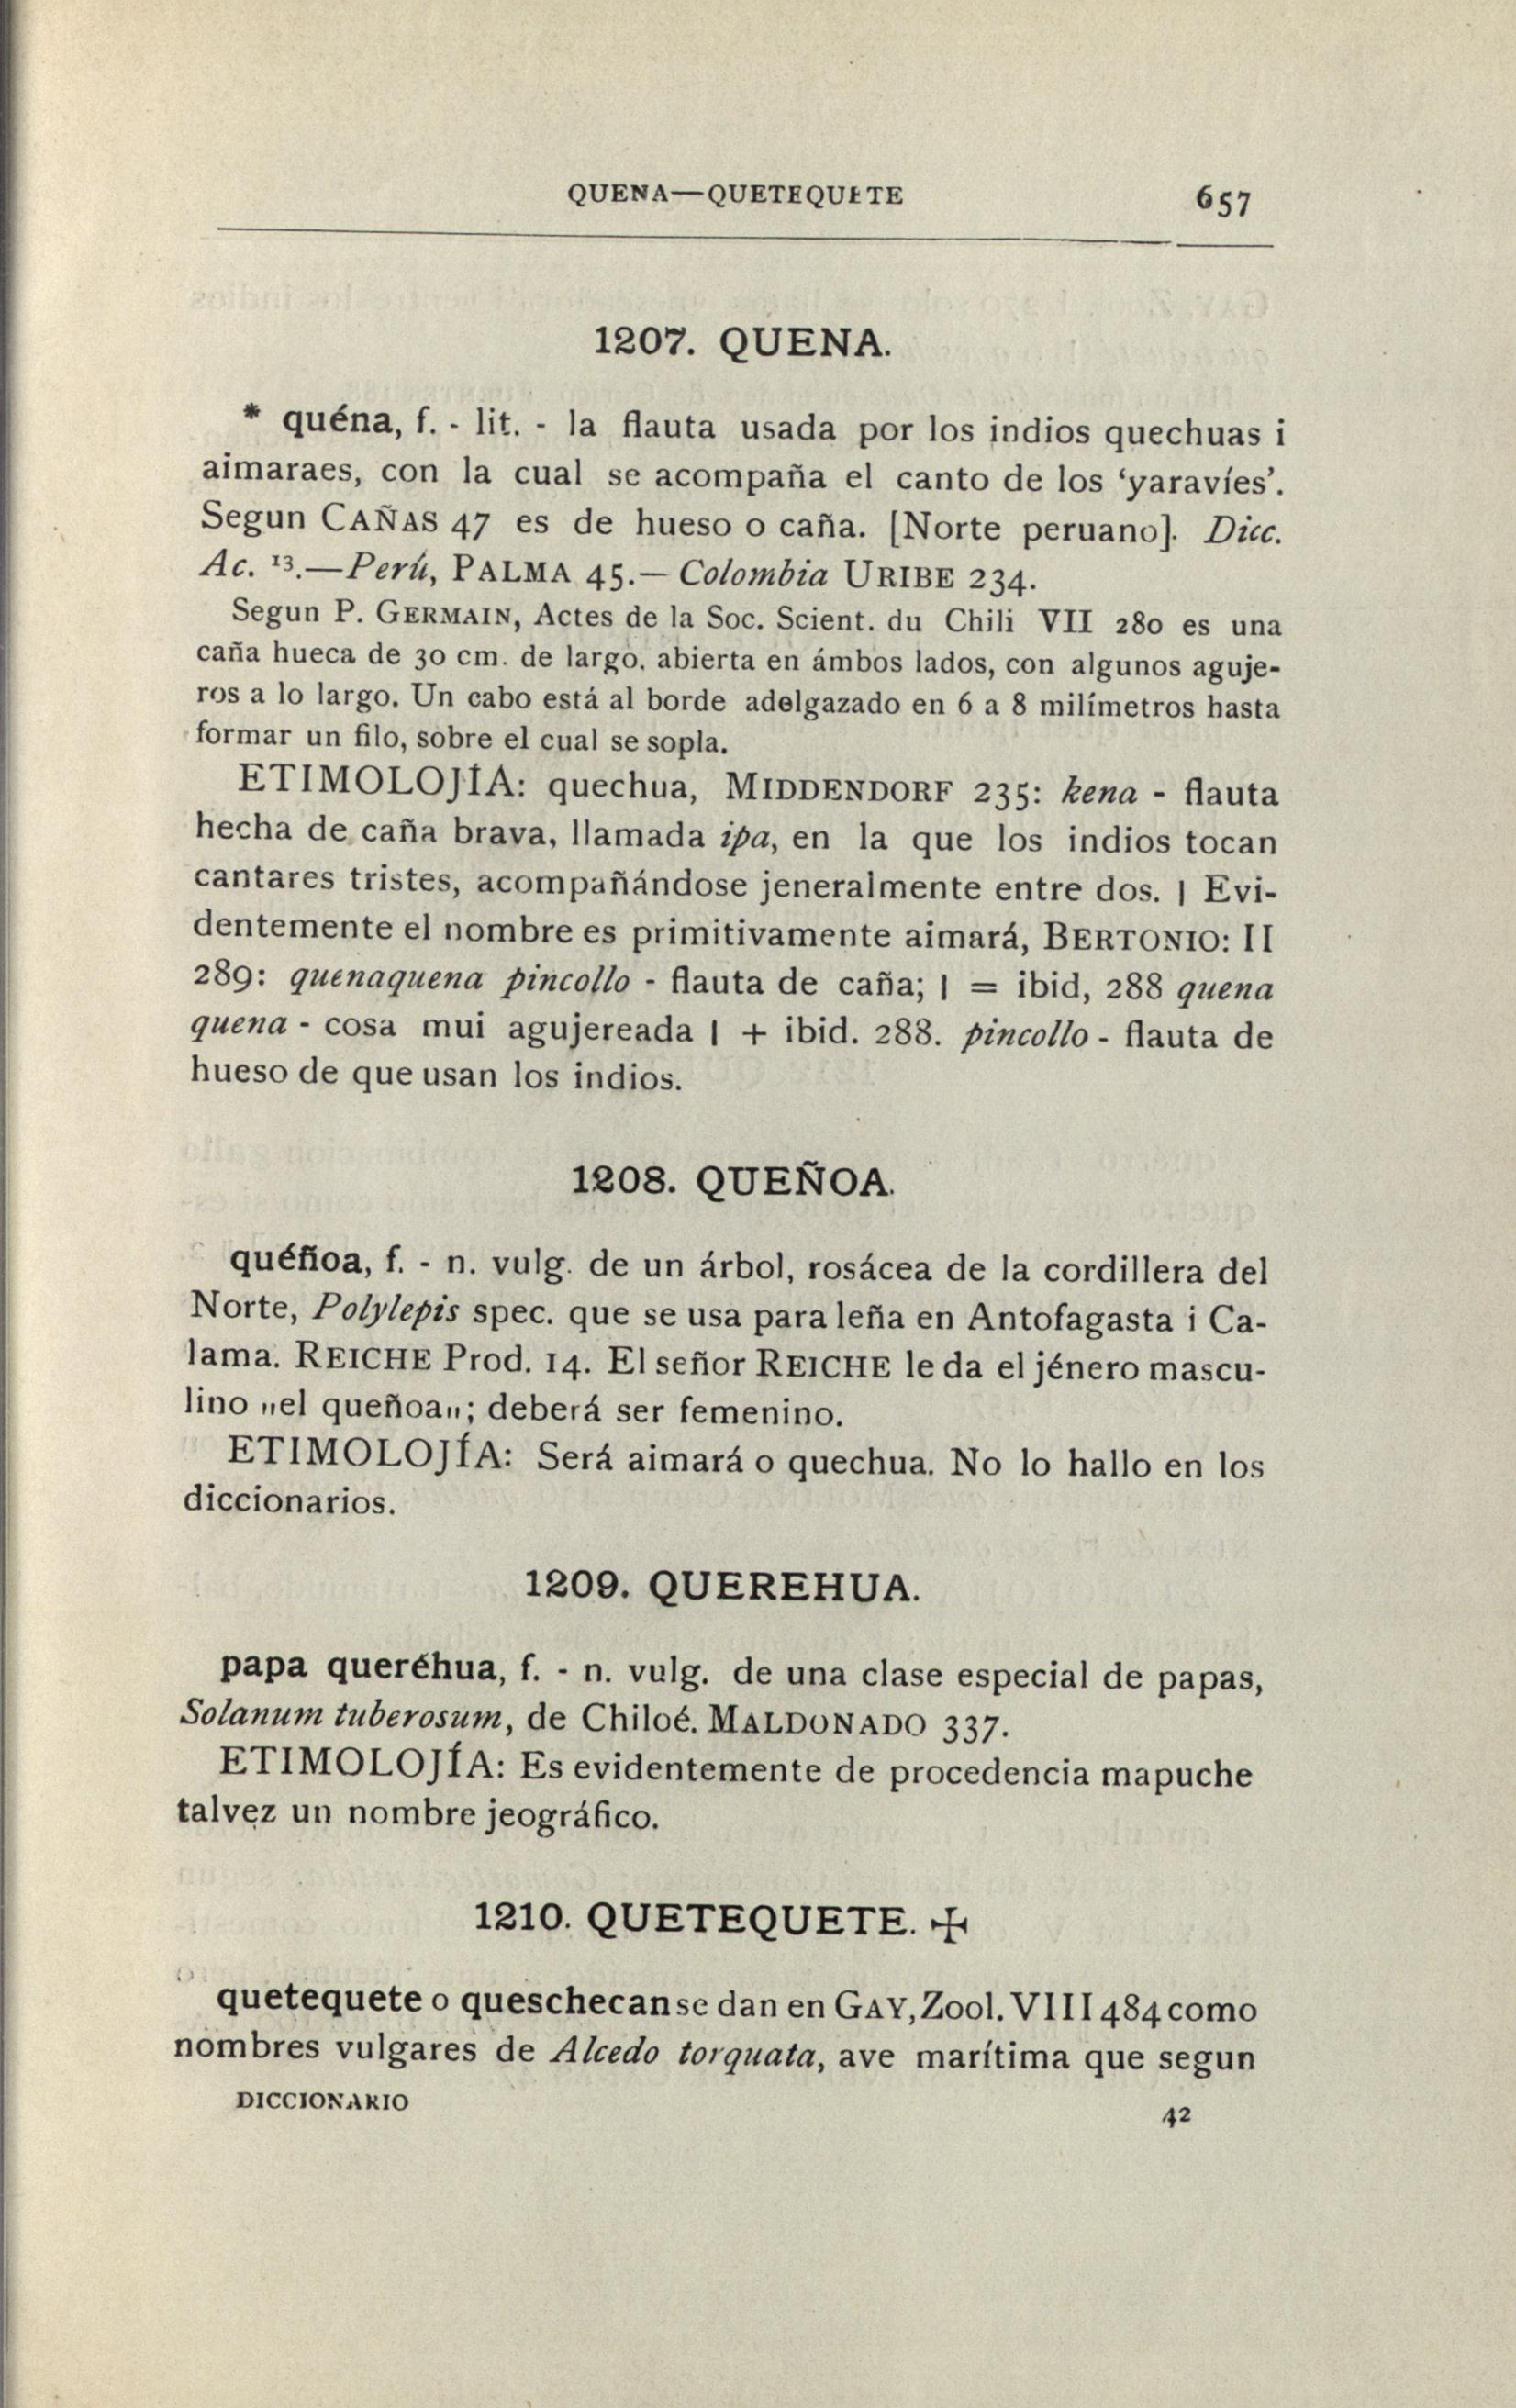 QUENA—QUETEQUETE 657
1207. QUENA.
* quéna, f. - lit. - la flauta usada por los indios quechuas i
aimaraes, con la cual se acompaña el canto de los ‘yaravíes’.
Segun CAÑAS 47 es de hueso o caña. [Norte peruano]. Dicc.
Ac. 13.—Perú, PALMA 45.— Colombia URIBE 234.
Segun P. GERMAIN, Actes de la Soc. Scient. du Chili VII 280 es una
caña hueca de 30 cm. de largo, abierta en ámbos lados, con algunos aguje-
ros a lo largo. Un cabo está al borde adelgazado en 6 a 8 milímetros hasta
formar un filo, sobre el cual se sopla.
ETIMOLOJÍA: quechua, MIDDENDORF 235: kena - flauta
hecha de caña brava, llamada ipa, en la que los indios tocan
cantares tristes, acompañándose jeneralmente entre dos. | Evi-
dentemente el nombre es primitivamente aimará, BERTONIO: II
289: quenaquena pincollo - flauta de caña; | = ibid, 288 quena
quena - cosa mui agujereada | + ibid. 288. pincollo - flauta de
hueso de que usan los indios.
1208. QUEÑOA.
quéñoa, f. - n. vulg. de un árbol, rosácea de la cordillera del
Norte, Polylepis spec. que se usa para leña en Antofagasta i Ca-
lama. REICHE Prod. 14. El señor REICHE le da el jénero mascu-
lino „el queñoa„; deberá ser femenino.
ETIMOLOJÍA: Será aimará o quechua. No lo hallo en los
diccionarios.
1209. QUEREHUA.
papa queréhua, f. - n. vulg. de una clase especial de papas,
Solanum tuberosum, de Chiloé. MALDONADO 337.
ETIMOLOJÍA: Es evidentemente de procedencia mapuche
talvez un nombre jeográfico.
1210. QUETEQUETE. ✢
quetequete o queschecan se dan en GAY, Zool. VIII 484 como
nombres vulgares de Alcedo torquata, ave marítima que segun
DICCIONARIO 42